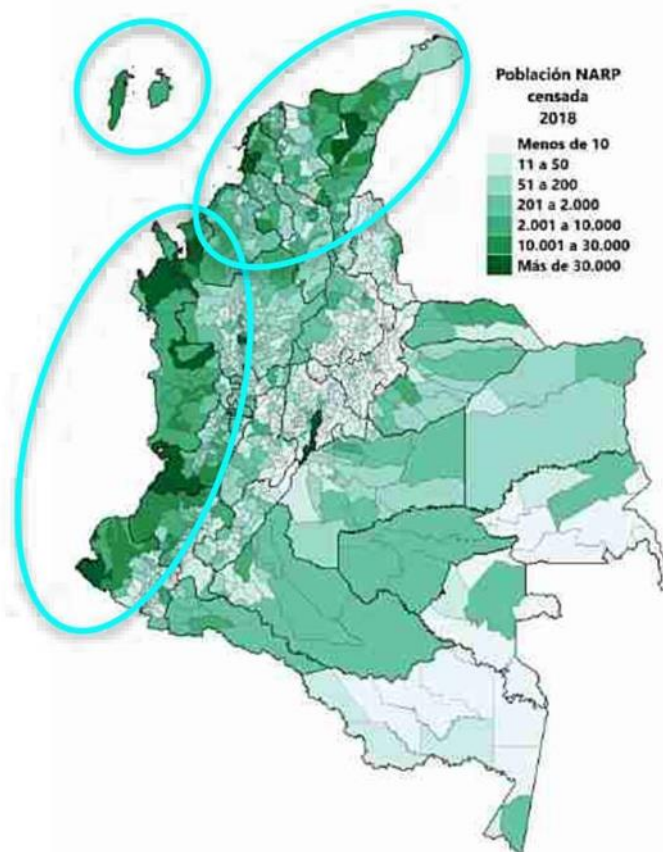 Población NARP
censada
2018
Menos de 10
11 a 50
51 a 200
201 a 2.000
2.001 a 10.000
10.001 a 30.000
Más de 30.000